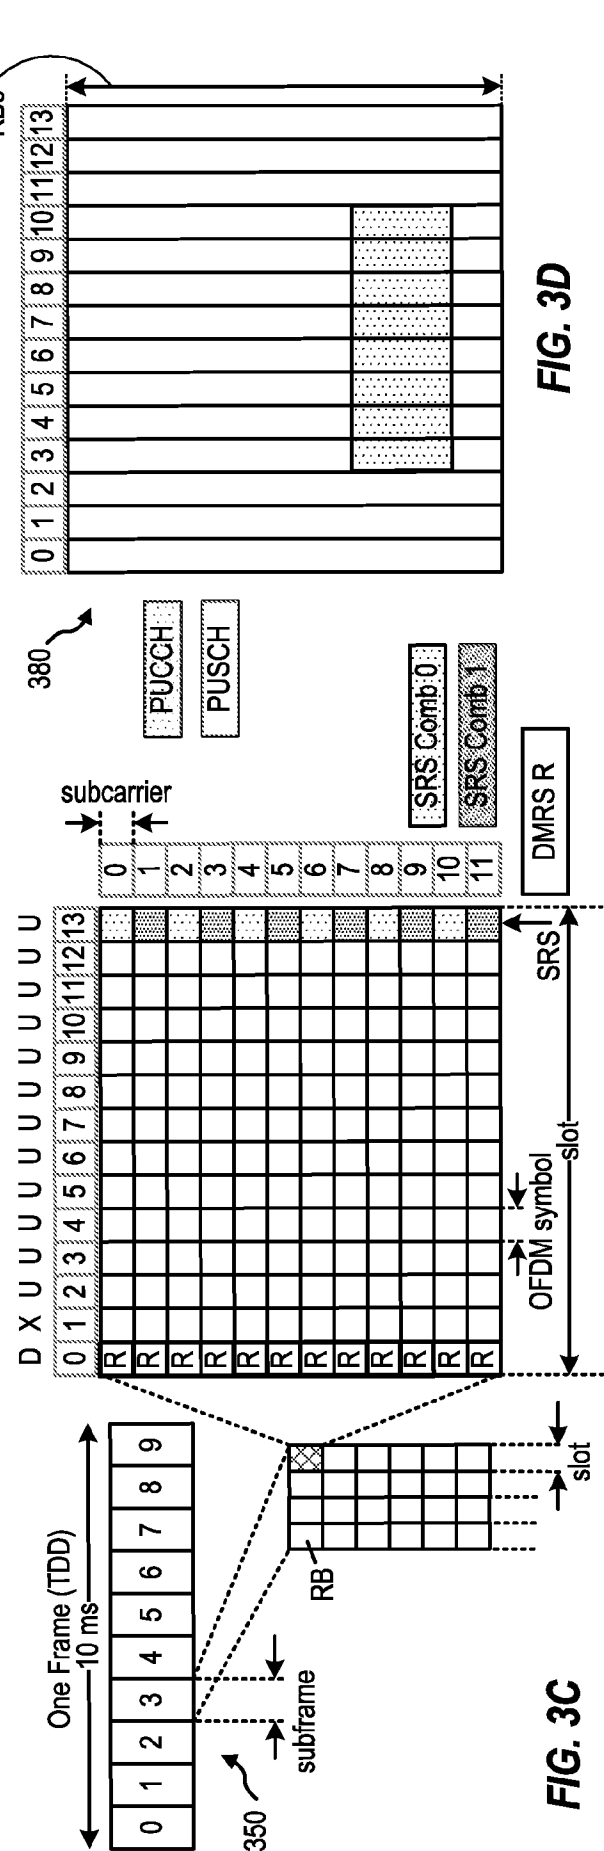 One Frame (TDD)
10 ms
0 1 2 3 4 5 6 7 8 9
350
subframe
RB
slot
D X U U U U U U U U U U U U
0 1 2 3 4 5 6 7 8 9 10 11 12 13
R
R
R
R
R
R
R
R
R
R
R
R
subcarrier
0
1
2
3
4
5
6
7
8
9
10
11
OFDM symbol
SRS
slot
SRS Comb 0
SRS Comb 1
DMRS R
FIG. 3C
380
PUCCH
PUSCH
0 1 2 3 4 5 6 7 8 9 10 11 12 13
FIG. 3D